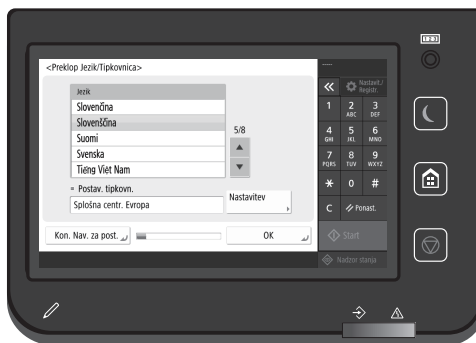 123
<Preklop Jezik/Tipkovnica>
Jezik
Slovenčina
Slovenščina
Suomi
Svenska
Tiếng Việt Nam
5/8
= Postav. tipkovn.
Splošna centr. Evropa
Nastavitev
Kon. Nav. za post.
OK
Nastavit./
Registr.
1
2
ABC
3
DEF
4
GHI
5
JKL
6
MNO
7
PQRS
8
TUV
9
WXYZ
0
#
C
Ponast.
Start
Nadzor stanja